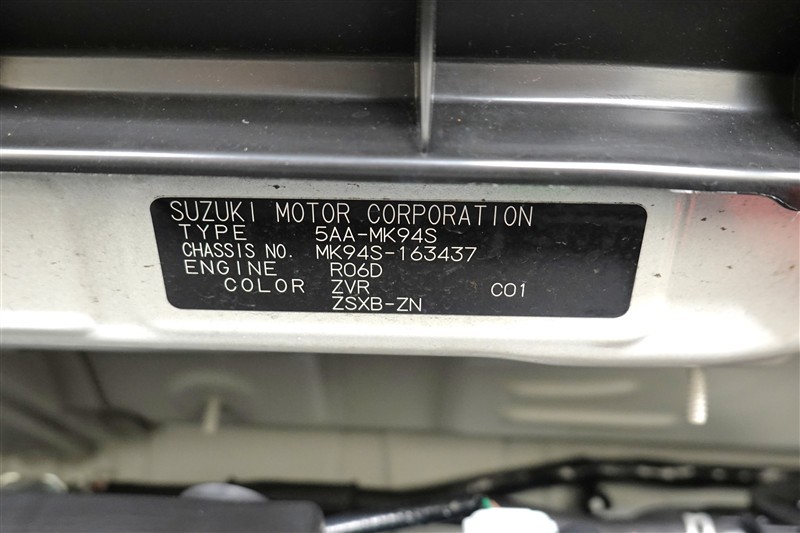 SUZUKI MOTOR CORPORATION
TYPE 5AA-MK94S
CHASSIS NO. MK94S-163437
ENGINE R06D
COLOR ZVR C01
ZSXB-ZN